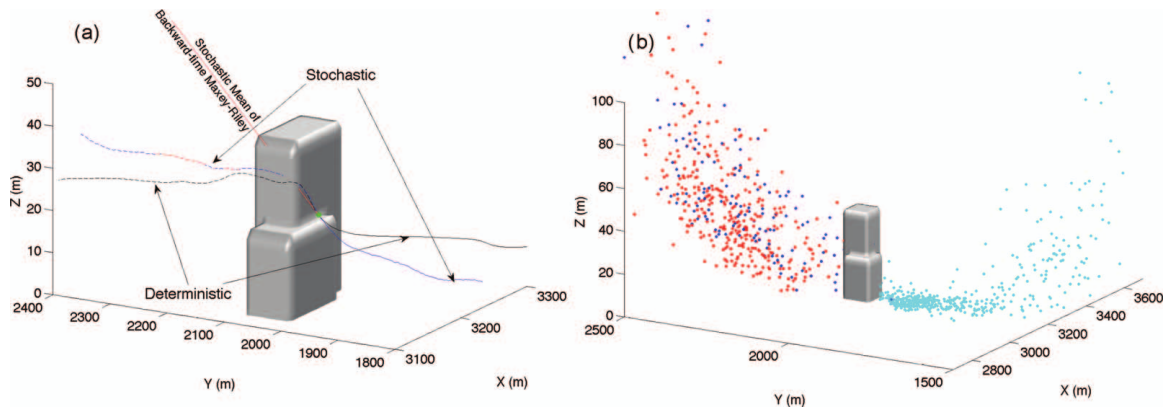 (a)
Stochastic Mean of
Backward-time Maxey-Riley
Stochastic
Deterministic
50
40
30
20
10
0
Z (m)
2400
2300
2200
2100
2000
1900
1800
Y (m)
3100
3200
3300
X (m)
(b)
100
80
60
40
20
0
Z (m)
2500
2000
1500
Y (m)
2800
3000
3200
3400
3600
X (m)